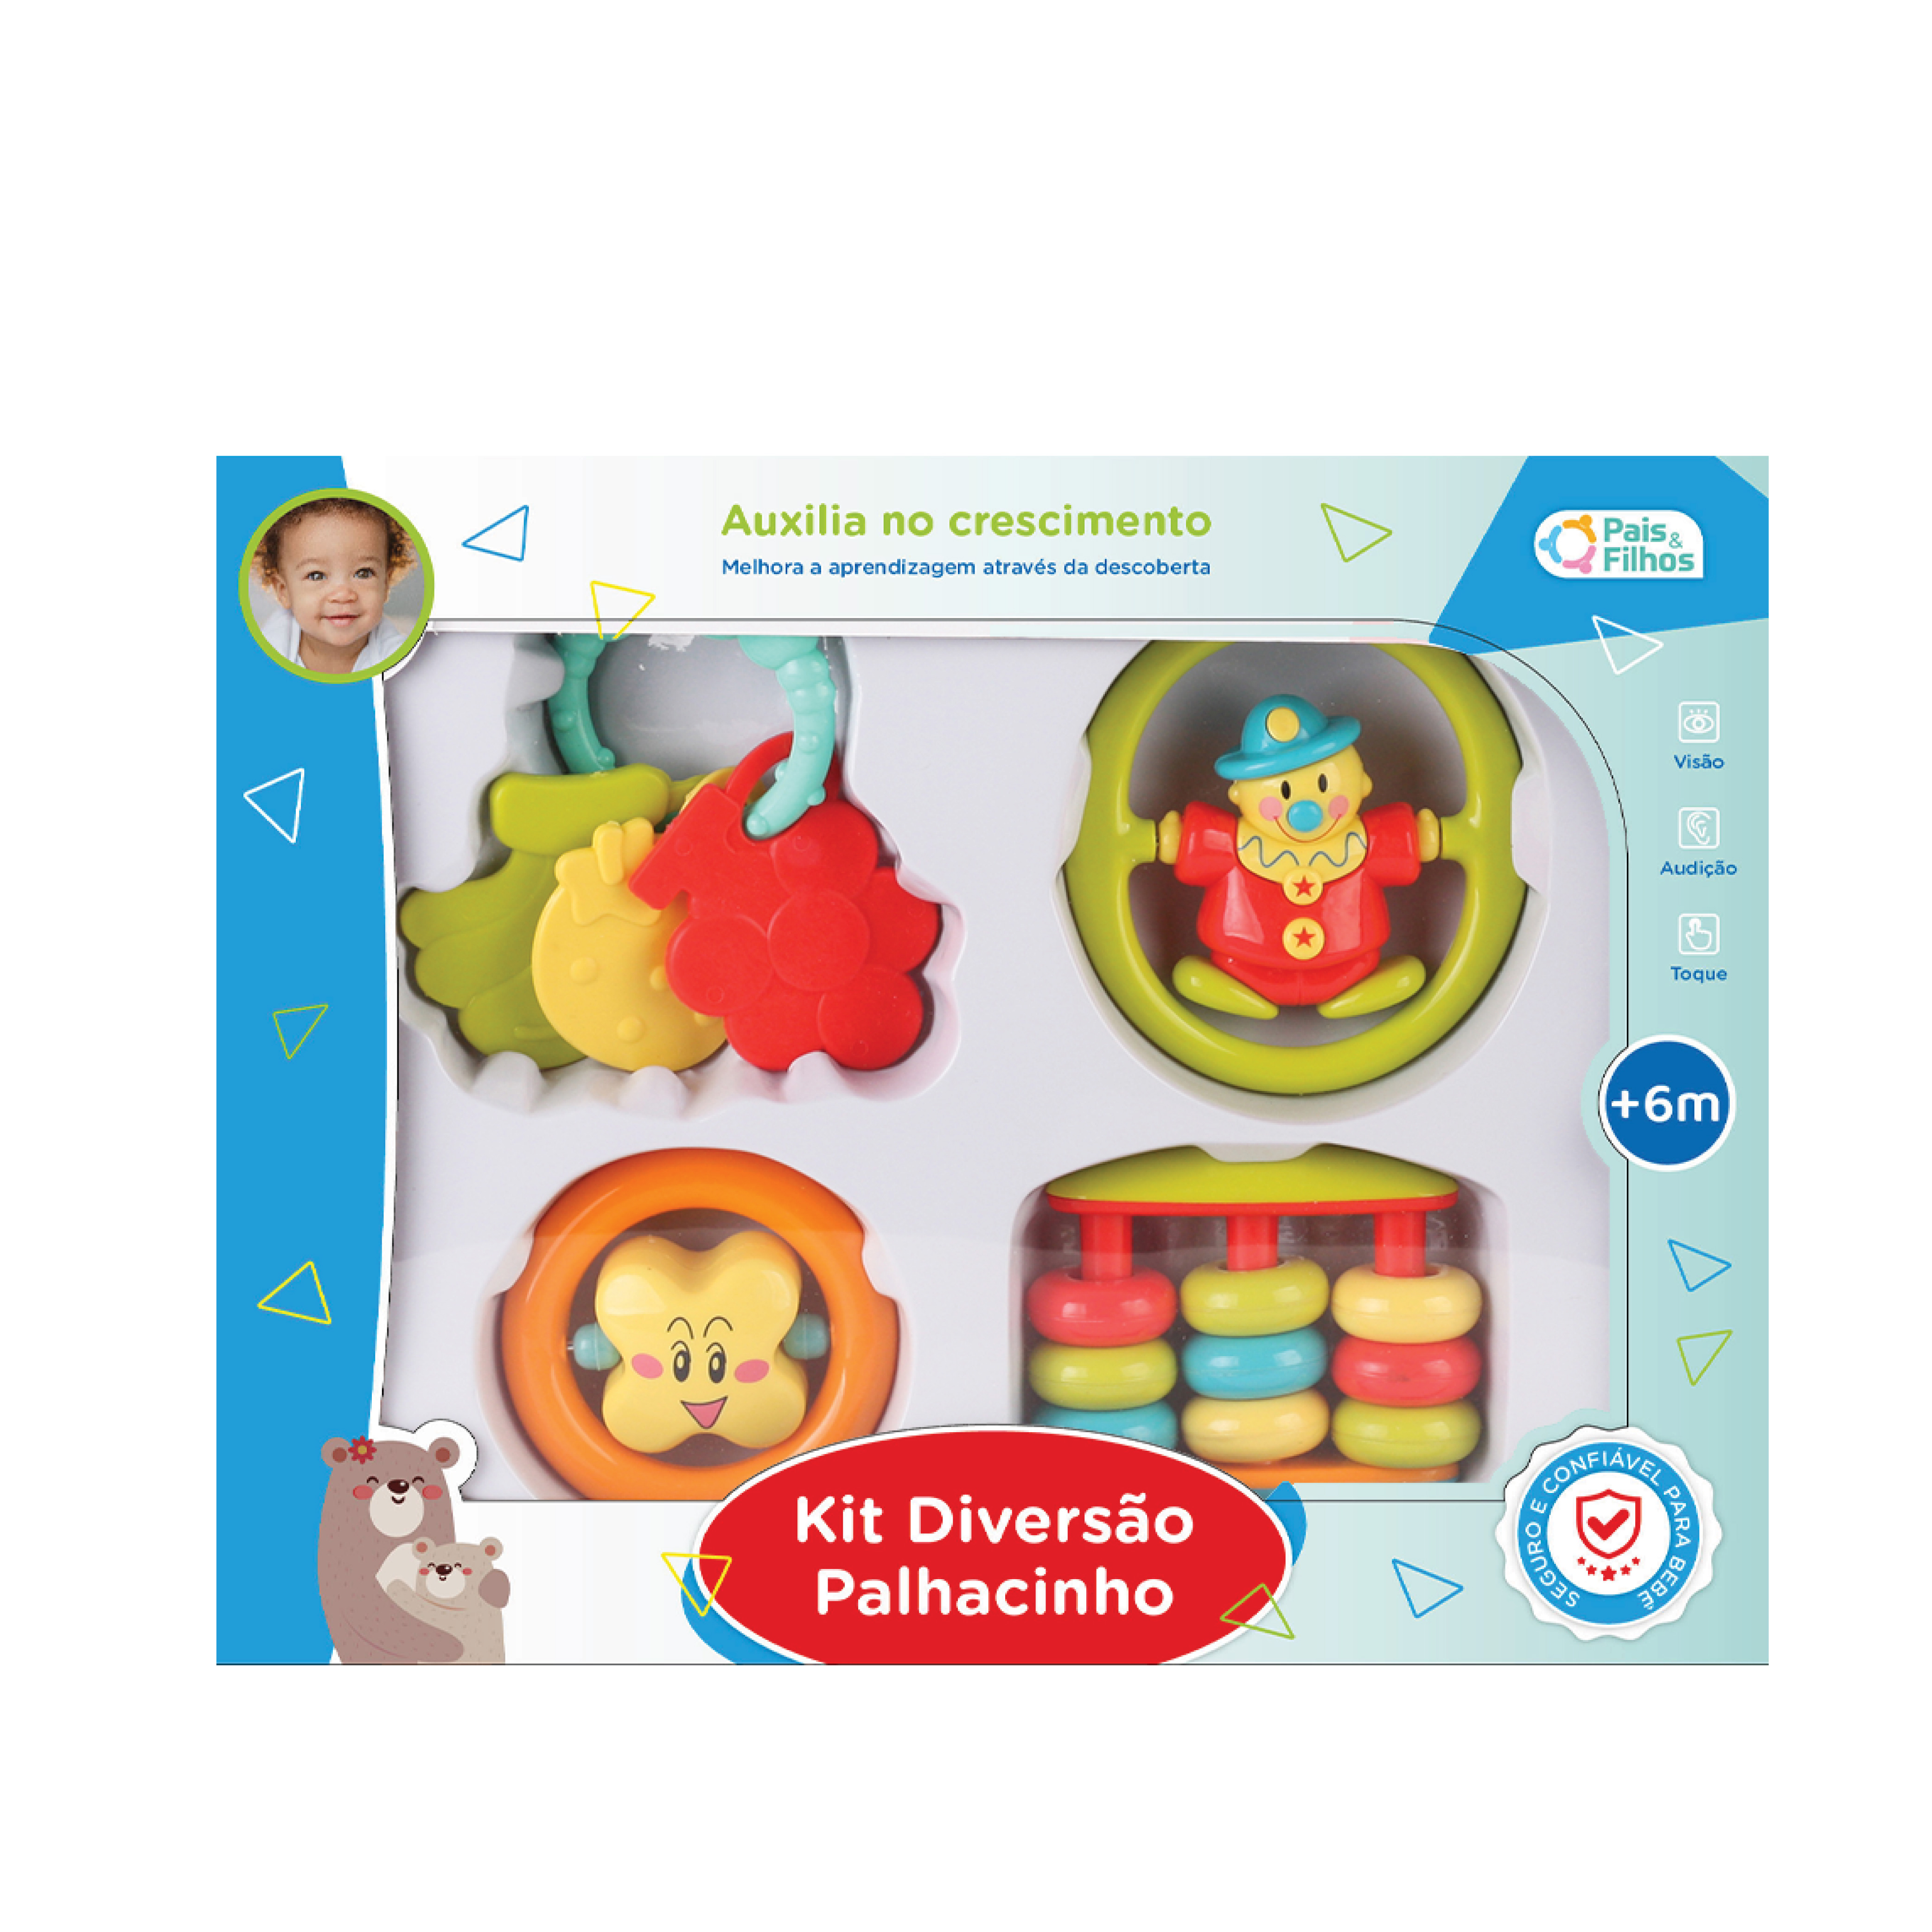 Auxilia no crescimento
Melhora a aprendizagem através da descoberta
Pais &
Filhos
Visão
Audição
Toque
+6m
Kit Diversão
Palhacinho
SEGURO E CONFIÁVEL PARA BEBÊ